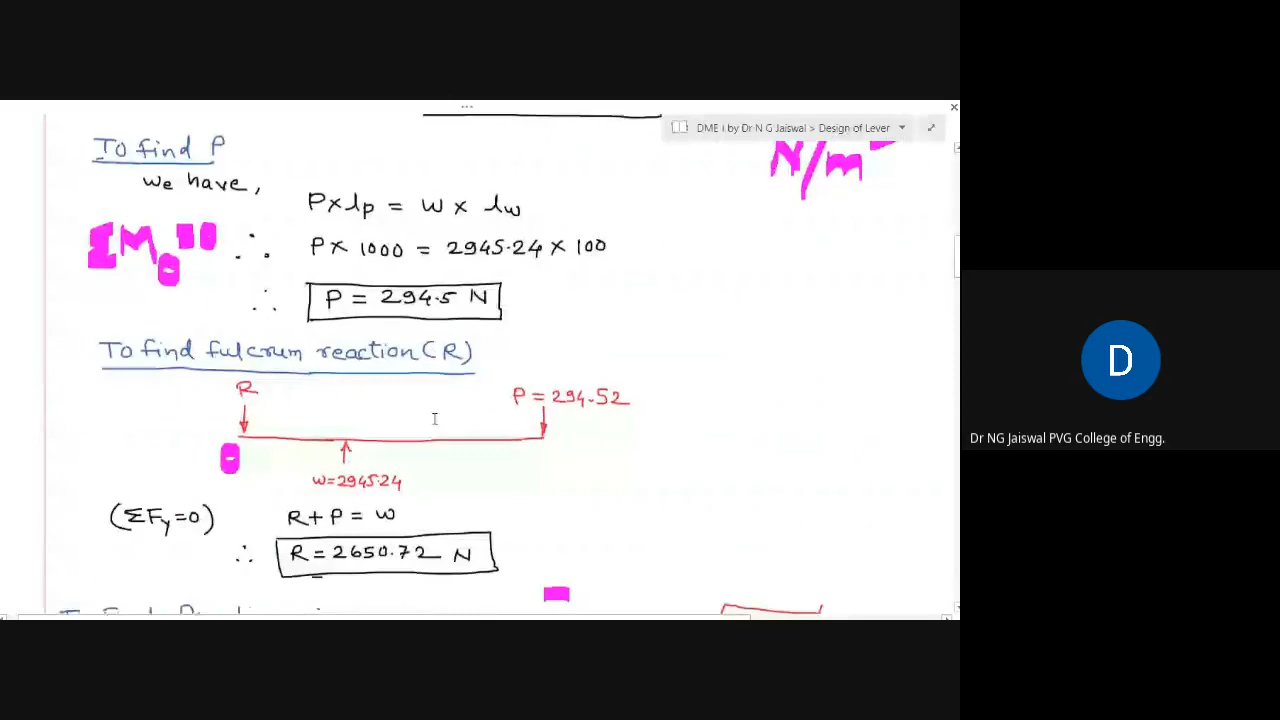 ...
DME i by Dr N G Jaiswal > Design of Lever
N/m
To find P
we have,
P × lp = W × lw
ΣMo
∴ P × 1000 = 2945.24 × 100
∴ P = 294.5 N
To find fulcrum reaction (R)
R
P = 294.52
W = 2945.24
(ΣFy=0) R + P = W
∴ R = 2650.72 N
D
Dr NG Jaiswal PVG College of Engg.